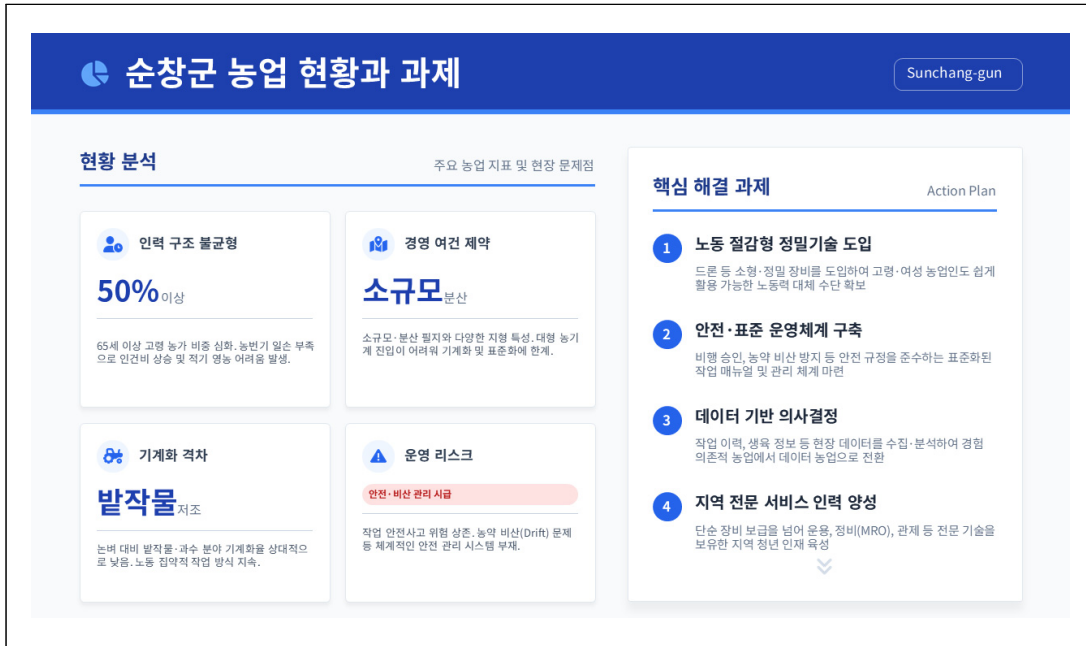 순창군 농업 현황과 과제
Sunchang-gun
현황 분석
주요 농업 지표 및 현장 문제점
인력 구조 불균형
50%이상
65세 이상 고령 농가 비중 심화. 농번기 일손 부족
으로 인건비 상승 및 적기 영농 어려움 발생.
경영 여건 제약
소규모분산
소규모·분산 필지와 다양한 지형 특성. 대형 농기
계 진입이 어려워 기계화 및 표준화에 한계.
기계화 격차
밭작물저조
논벼 대비 밭작물·과수 분야 기계화율 상대적으
로 낮음. 노동 집약적 작업 방식 지속.
운영 리스크
안전·비산 관리 시급
작업 안전사고 위험 상존. 농약 비산(Drift) 문제
등 체계적인 안전 관리 시스템 부재.
핵심 해결 과제
Action Plan
1 노동 절감형 정밀기술 도입
드론 등 소형·정밀 장비를 도입하여 고령·여성 농업인도 쉽게
활용 가능한 노동력 대체 수단 확보
2 안전·표준 운영체계 구축
비행 승인, 농약 비산 방지 등 안전 규정을 준수하는 표준화된
작업 매뉴얼 및 관리 체계 마련
3 데이터 기반 의사결정
작업 이력, 생육 정보 등 현장 데이터를 수집·분석하여 경험
의존적 농업에서 데이터 농업으로 전환
4 지역 전문 서비스 인력 양성
단순 장비 보급을 넘어 운용, 정비(MRO), 관제 등 전문 기술을
보유한 지역 청년 인재 육성